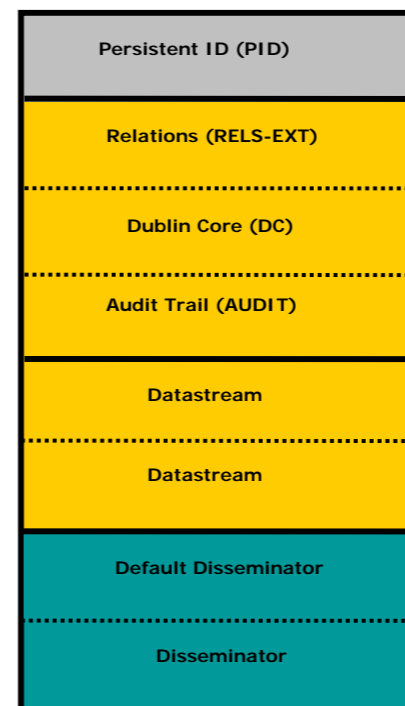 Persistent ID (PID)
Relations (RELS-EXT)
Dublin Core (DC)
Audit Trail (AUDIT)
Datastream
Datastream
Default Disseminator
Disseminator